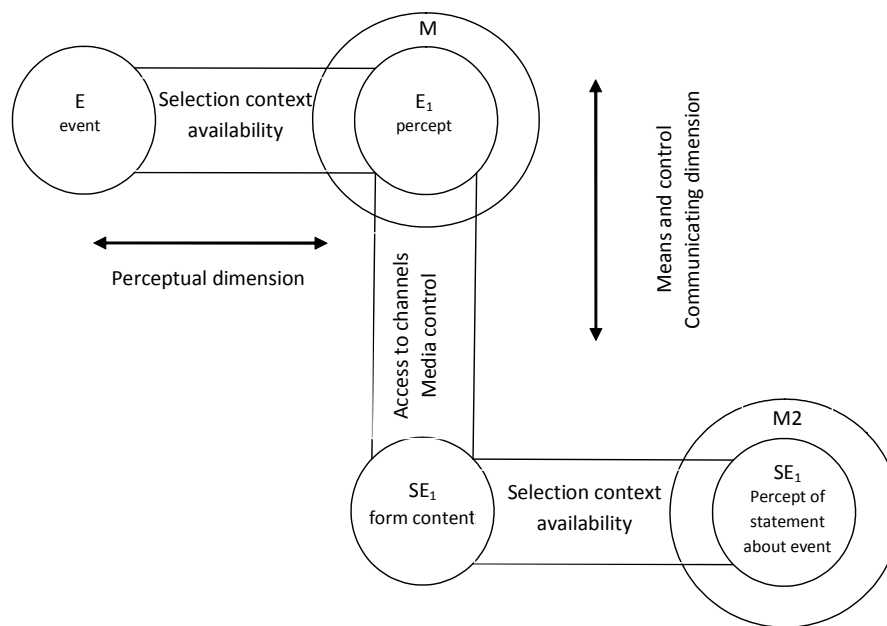 M
E
event
Selection context
availability
E₁
percept
Perceptual dimension
Means and control
Communicating dimension
Access to channels
Media control
M2
SE₁
form content
Selection context
availability
SE₁
Percept of
statement
about event